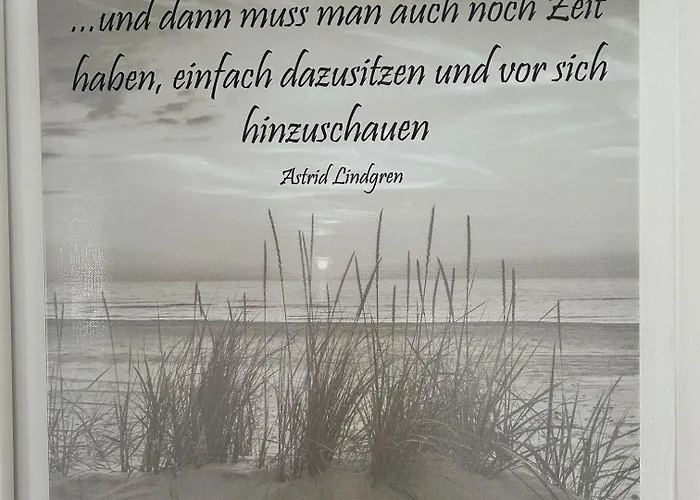 ...und dann muss man auch noch Zeit
haben, einfach dazusitzen und vor sich
hinzuschauen
Astrid Lindgren